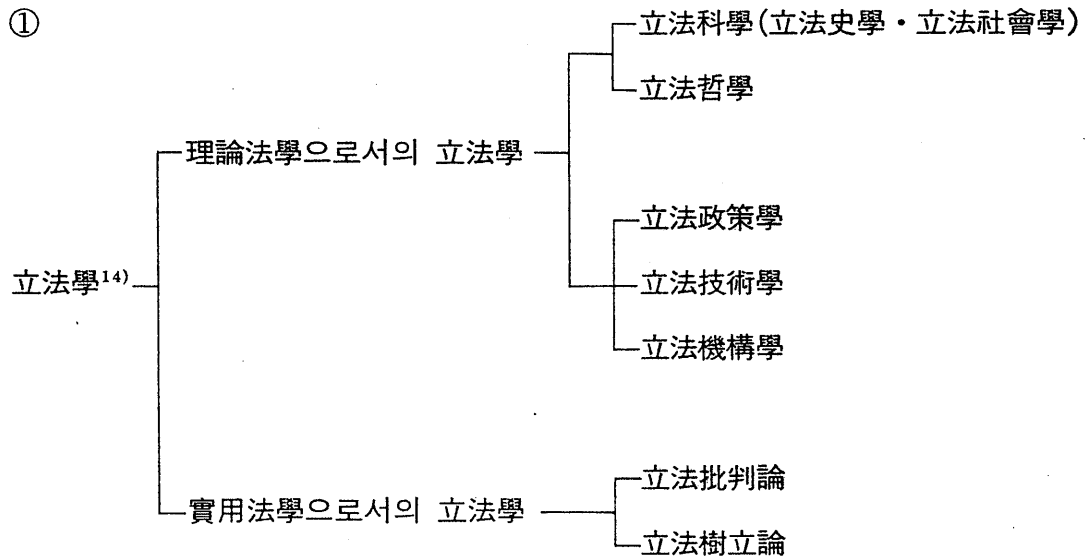 ①
立法科學(立法史學・立法社會學)
立法哲學
理論法學으로서의 立法學
立法政策學
立法學14)
立法技術學
立法機構學
立法批判論
實用法學으로서의 立法學
立法樹立論